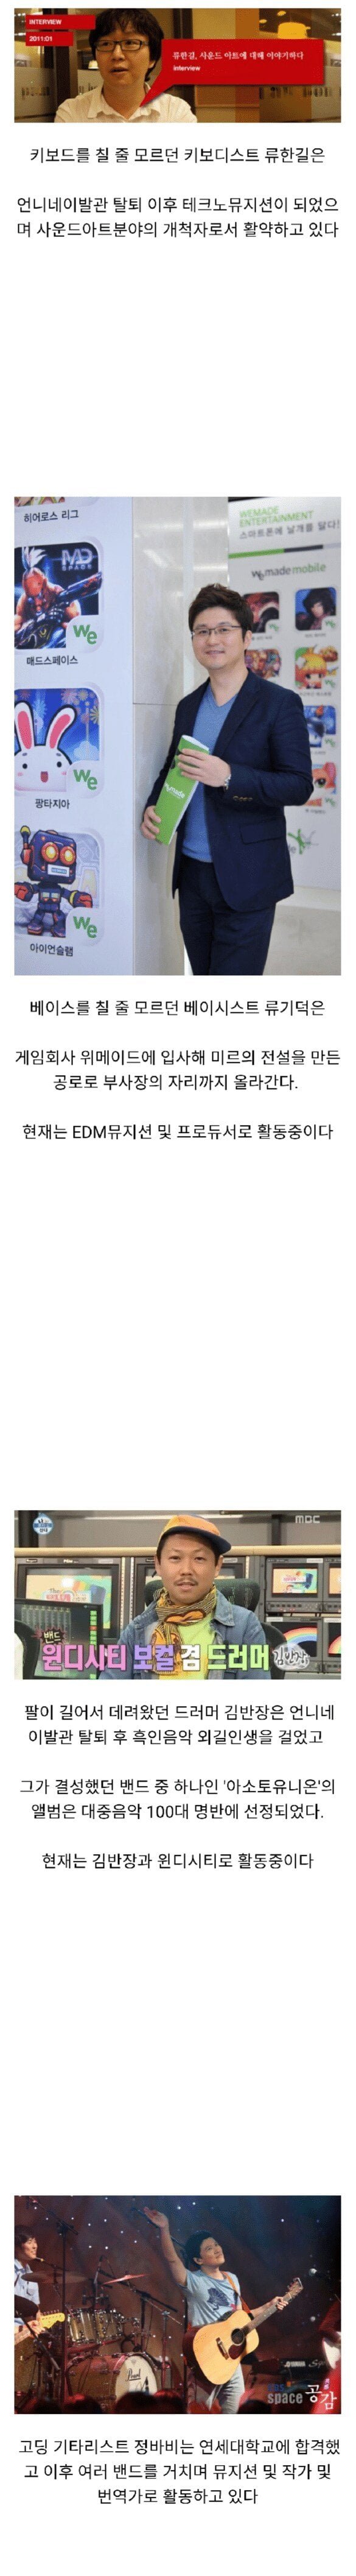 INTERVIEW
2011:01
류한길, 사운드 아트에 대해 이야기하다
interview
키보드를 칠 줄 모르던 키보디스트 류한길은
언니네이발관 탈퇴 이후 테크노뮤지션이 되었으
며 사운드아트분야의 개척자로서 활약하고 있다
히어로스 리그
WEMADE
ENTERTAINMENT
스마트폰에 날개를 달다!
Wemade mobile
MAD
SPACE
We
매드스페이스
We
팡타지아
wemade
We
아이언슬램
베이스를 칠 줄 모르던 베이시스트 류기덕은
게임회사 위메이드에 입사해 미르의 전설을 만든
공로로 부사장의 자리까지 올라간다.
현재는 EDM뮤지션 및 프로듀서로 활동중이다
MBC
밴드
윈디시티 보컬 겸 드러머
김반장
팔이 길어서 데려왔던 드러머 김반장은 언니네
이발관 탈퇴 후 흑인음악 외길인생을 걸었고
그가 결성했던 밴드 중 하나인 '아소토유니온'의
앨범은 대중음악 100대 명반에 선정되었다.
현재는 김반장과 윈디시티로 활동중이다
Pearl
YAMAHA
space 공감
고딩 기타리스트 정바비는 연세대학교에 합격했
고 이후 여러 밴드를 거치며 뮤지션 및 작가 및
번역가로 활동하고 있다